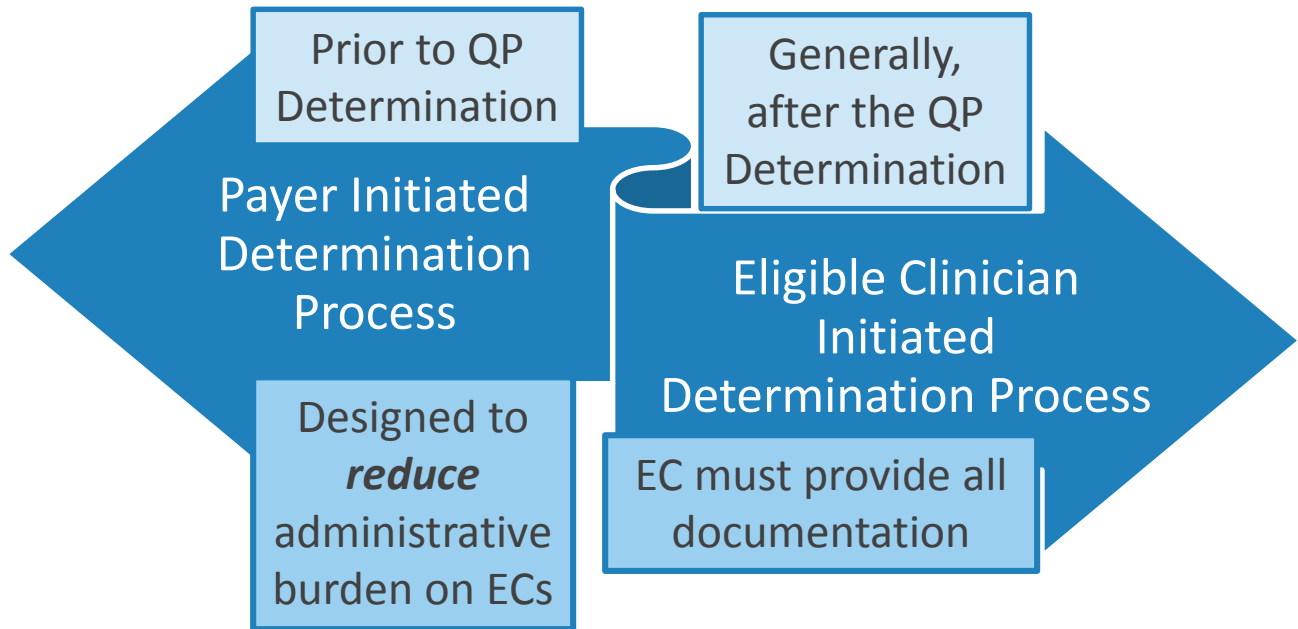 Prior to QP
Determination
Payer Initiated
Determination
Process
Designed to
reduce
administrative
burden on ECs
Generally,
after the QP
Determination
Eligible Clinician
Initiated
Determination Process
EC must provide all
documentation